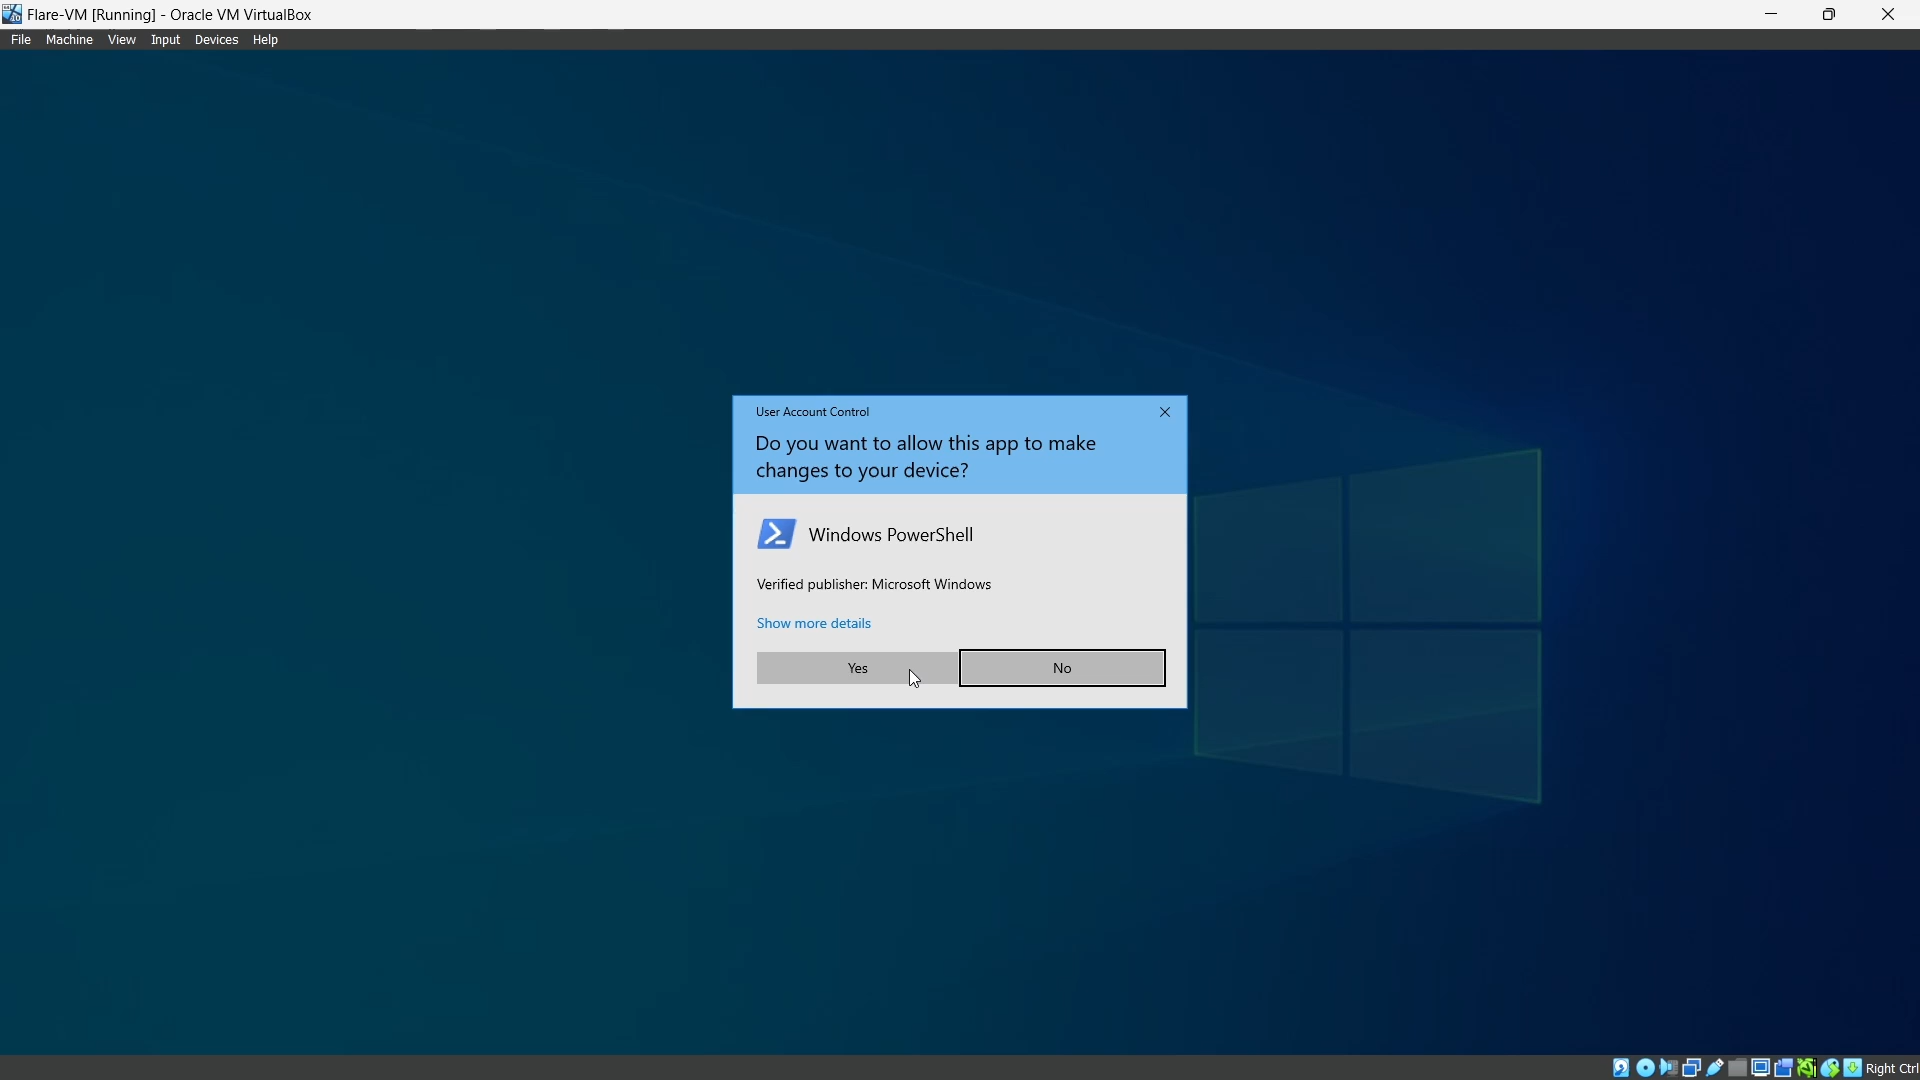 Flare-VM [Running] - Oracle VM VirtualBox
File Machine View Input Devices Help
User Account Control
Do you want to allow this app to make
changes to your device?
Windows PowerShell
Verified publisher: Microsoft Windows
Show more details
Yes No
Right Ctrl